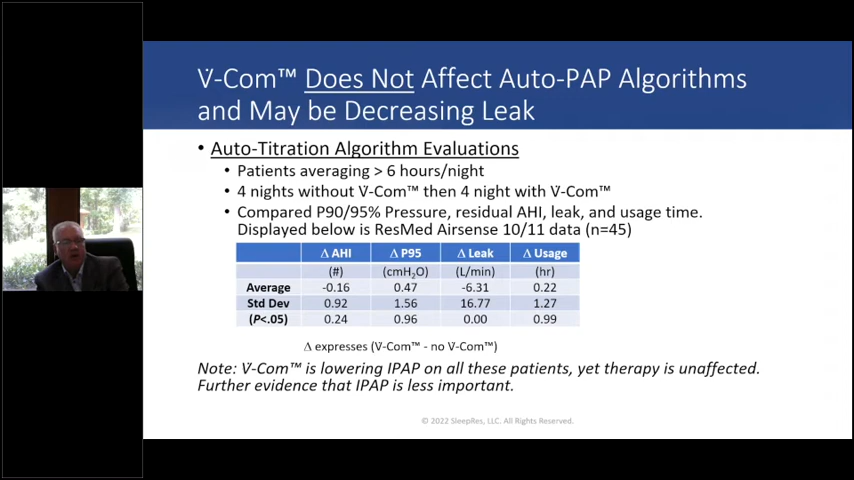 V̇-Com™ Does Not Affect Auto-PAP Algorithms
and May be Decreasing Leak
• Auto-Titration Algorithm Evaluations
• Patients averaging > 6 hours/night
• 4 nights without V̇-Com™ then 4 night with V̇-Com™
• Compared P90/95% Pressure, residual AHI, leak, and usage time.
Displayed below is ResMed Airsense 10/11 data (n=45)
Δ AHI Δ P95 Δ Leak Δ Usage
(#) (cmH₂O) (L/min) (hr)
Average -0.16 0.47 -6.31 0.22
Std Dev 0.92 1.56 16.77 1.27
(P<.05) 0.24 0.96 0.00 0.99
Δ expresses (V̇-Com™ - no V̇-Com™)
Note: V̇-Com™ is lowering IPAP on all these patients, yet therapy is unaffected.
Further evidence that IPAP is less important.
© 2022 SleepRes, LLC. All Rights Reserved.